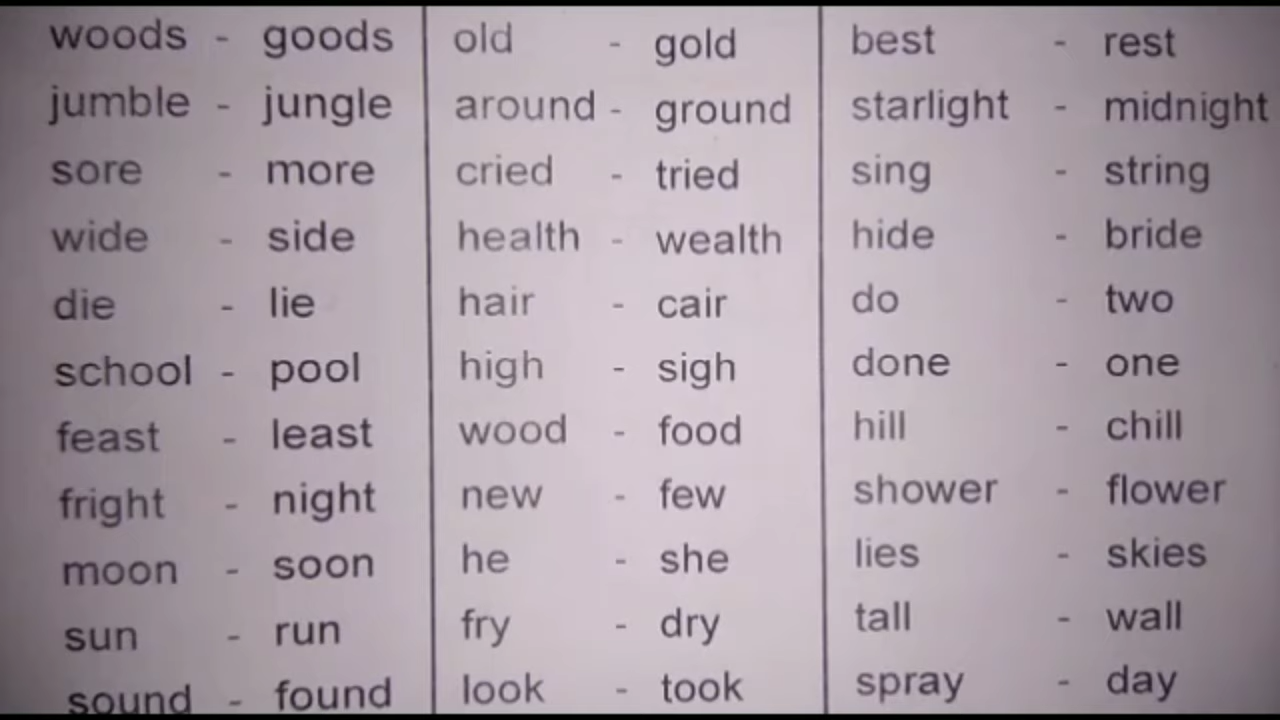 woods - goods
jumble - jungle
sore - more
wide - side
die - lie
school - pool
feast - least
fright - night
moon - soon
sun - run
sound - found
old - gold
around - ground
cried - tried
health - wealth
hair - cair
high - sigh
wood - food
new - few
he - she
fry - dry
look - took
best - rest
starlight - midnight
sing - string
hide - bride
do - two
done - one
hill - chill
shower - flower
lies - skies
tall - wall
spray - day